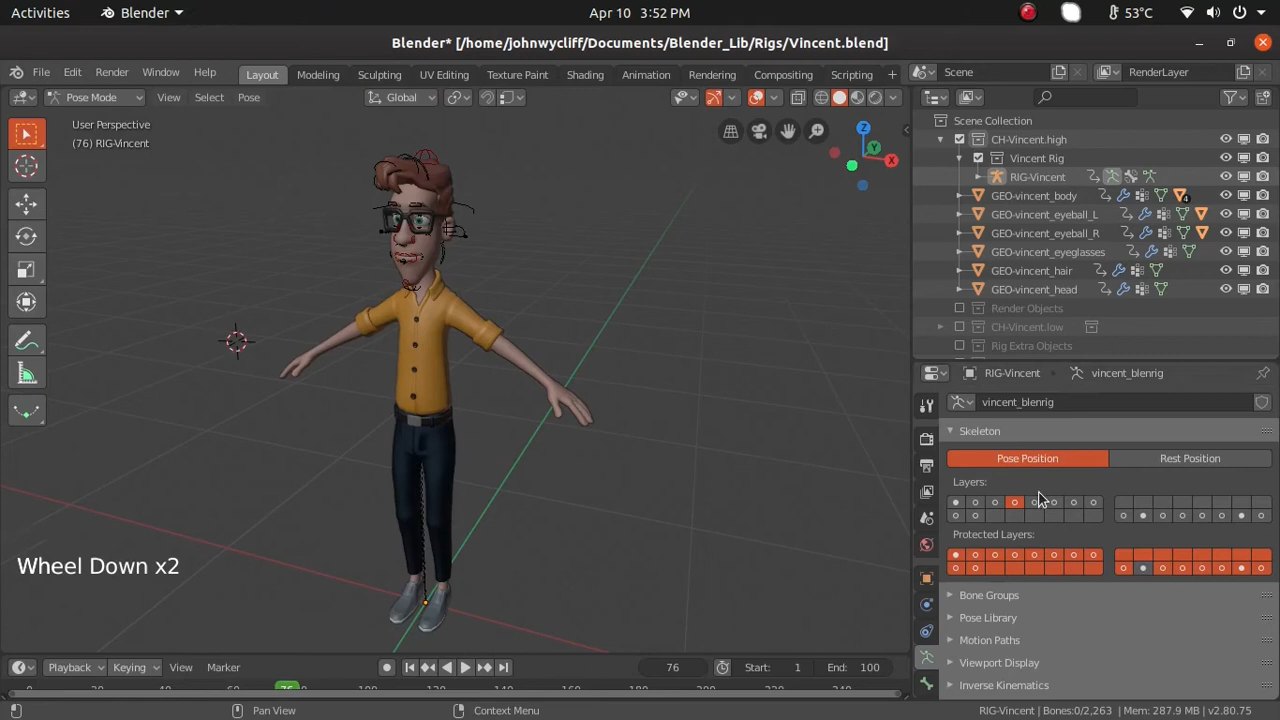 Activities Blender Apr 10 3:52 PM 53°C
Blender* [/home/johnwycliff/Documents/Blender_Lib/Rigs/Vincent.blend]
File Edit Render Window Help Layout Modeling Sculpting UV Editing Texture Paint Shading Animation Rendering Compositing Scripting + Scene RenderLayer
Pose Mode View Select Pose Global
User Perspective
(76) RIG-Vincent
Z
Y
X
Scene Collection
CH-Vincent.high
Vincent Rig
RIG-Vincent
GEO-vincent_body 4
GEO-vincent_eyeball_L
GEO-vincent_eyeball_R
GEO-vincent_eyeglasses
GEO-vincent_hair
GEO-vincent_head
Render Objects
CH-Vincent.low
Rig Extra Objects
RIG-Vincent vincent_blenrig
vincent_blenrig
Skeleton
Pose Position Rest Position
Layers:
Protected Layers:
Bone Groups
Pose Library
Motion Paths
Viewport Display
Inverse Kinematics
Wheel Down x2
Playback Keying View Marker 76 Start: 1 End: 100
76
Pan View Context Menu RIG-Vincent | Bones:0/2,263 | Mem: 287.9 MB | v2.80.75